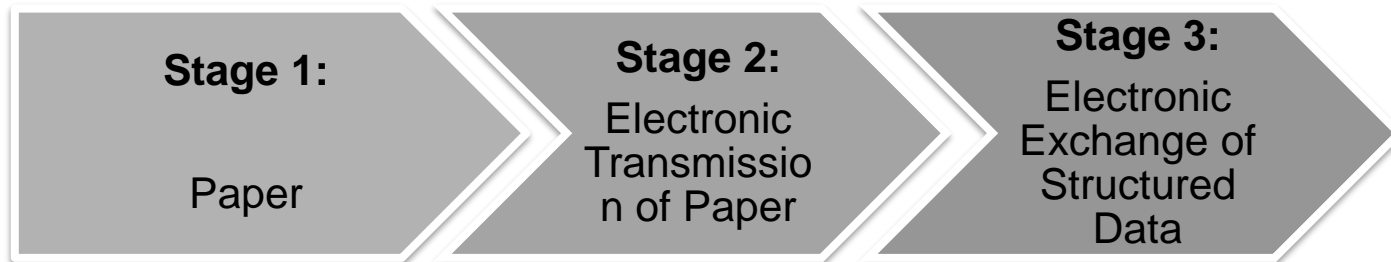 Stage 1:
Paper
Stage 2:
Electronic
Transmissio
n of Paper
Stage 3:
Electronic
Exchange of
Structured
Data